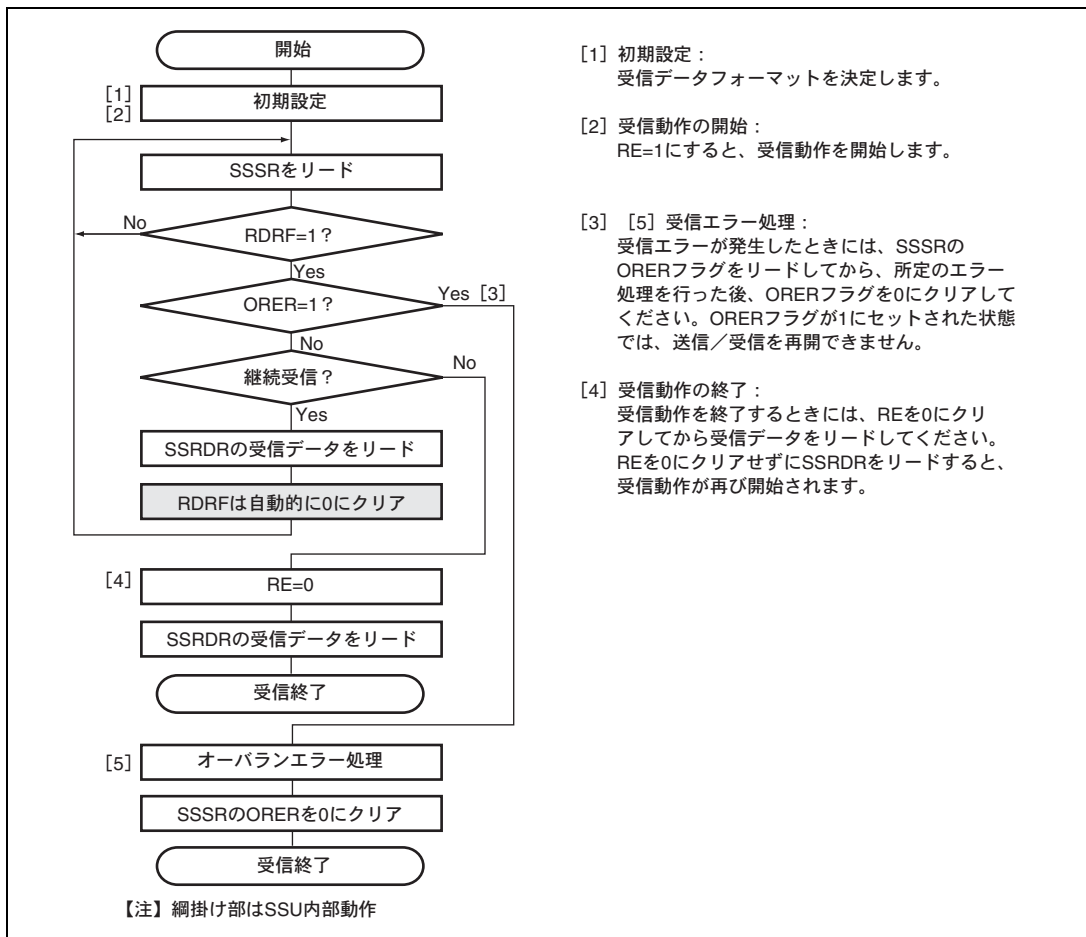 開始
[1]
[2]
初期設定
SSSRをリード
No
RDRF=1？
Yes
ORER=1？
Yes [3]
No
継続受信？
No
Yes
SSRDRの受信データをリード
RDRFは自動的に0にクリア
[4]
RE=0
SSRDRの受信データをリード
受信終了
[5]
オーバランエラー処理
SSSRのORERを0にクリア
受信終了
【注】綱掛け部はSSU内部動作
[1] 初期設定：
受信データフォーマットを決定します。
[2] 受信動作の開始：
RE=1にすると、受信動作を開始します。
[3] [5] 受信エラー処理：
受信エラーが発生したときには、SSSRの
ORERフラグをリードしてから、所定のエラー
処理を行った後、ORERフラグを0にクリアして
ください。ORERフラグが1にセットされた状態
では、送信／受信を再開できません。
[4] 受信動作の終了：
受信動作を終了するときには、REを0にクリ
アしてから受信データをリードしてください。
REを0にクリアせずにSSRDRをリードすると、
受信動作が再び開始されます。